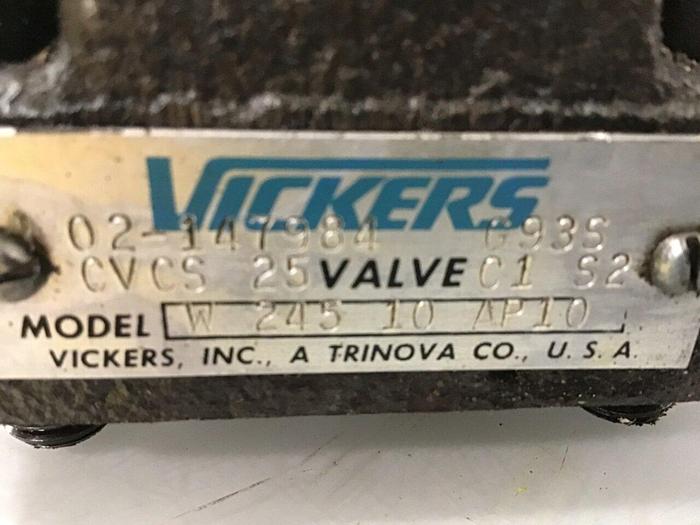 VICKERS
02-147984 G93S
CVCS 25 VALVE C1 S2
MODEL W 245 10 AP10
VICKERS, INC., A TRINOVA CO., U. S. A.